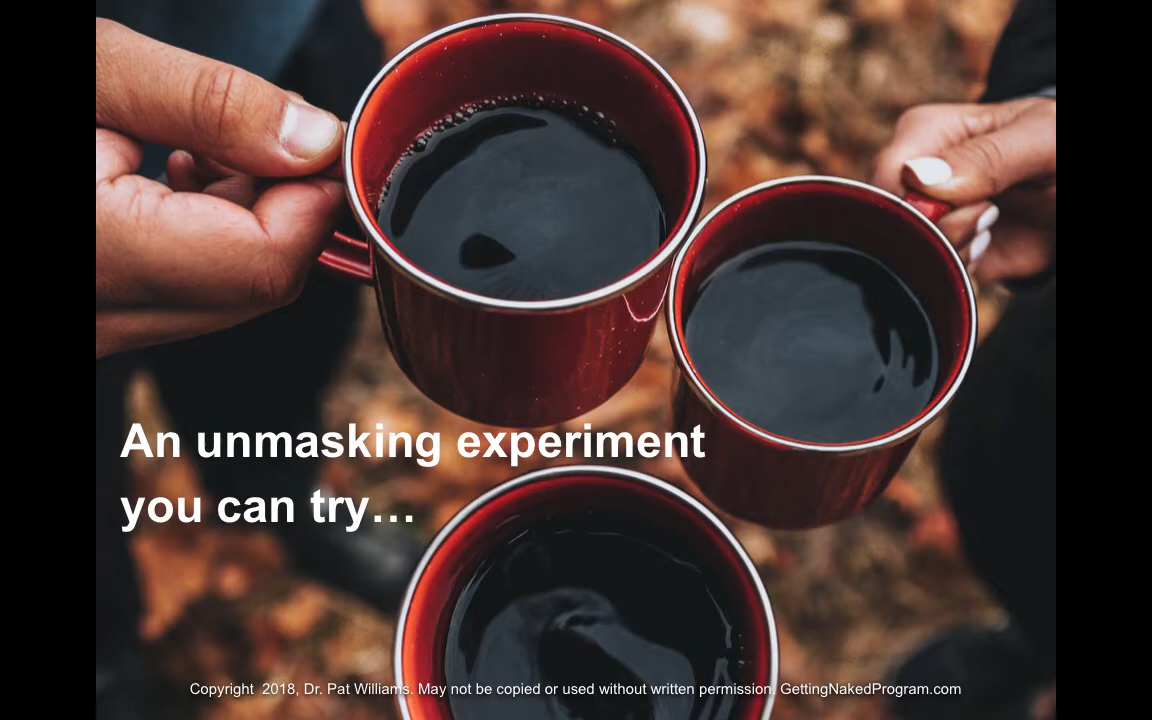 An unmasking experiment
you can try…
Copyright  2018, Dr. Pat Williams. May not be copied or used without written permission. GettingNakedProgram.com